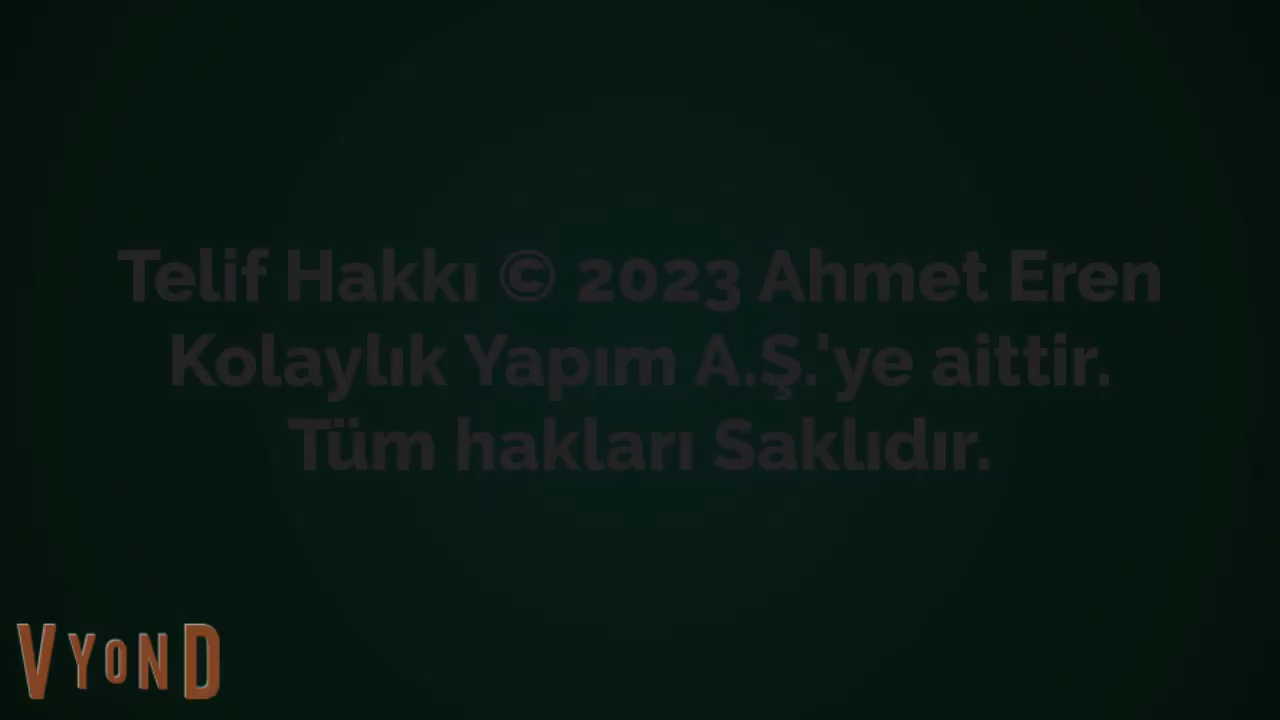 Telif Hakkı © 2023 Ahmet Eren
Kolaylık Yapım A.Ş.'ye aittir.
Tüm hakları Saklıdır.
VYOND